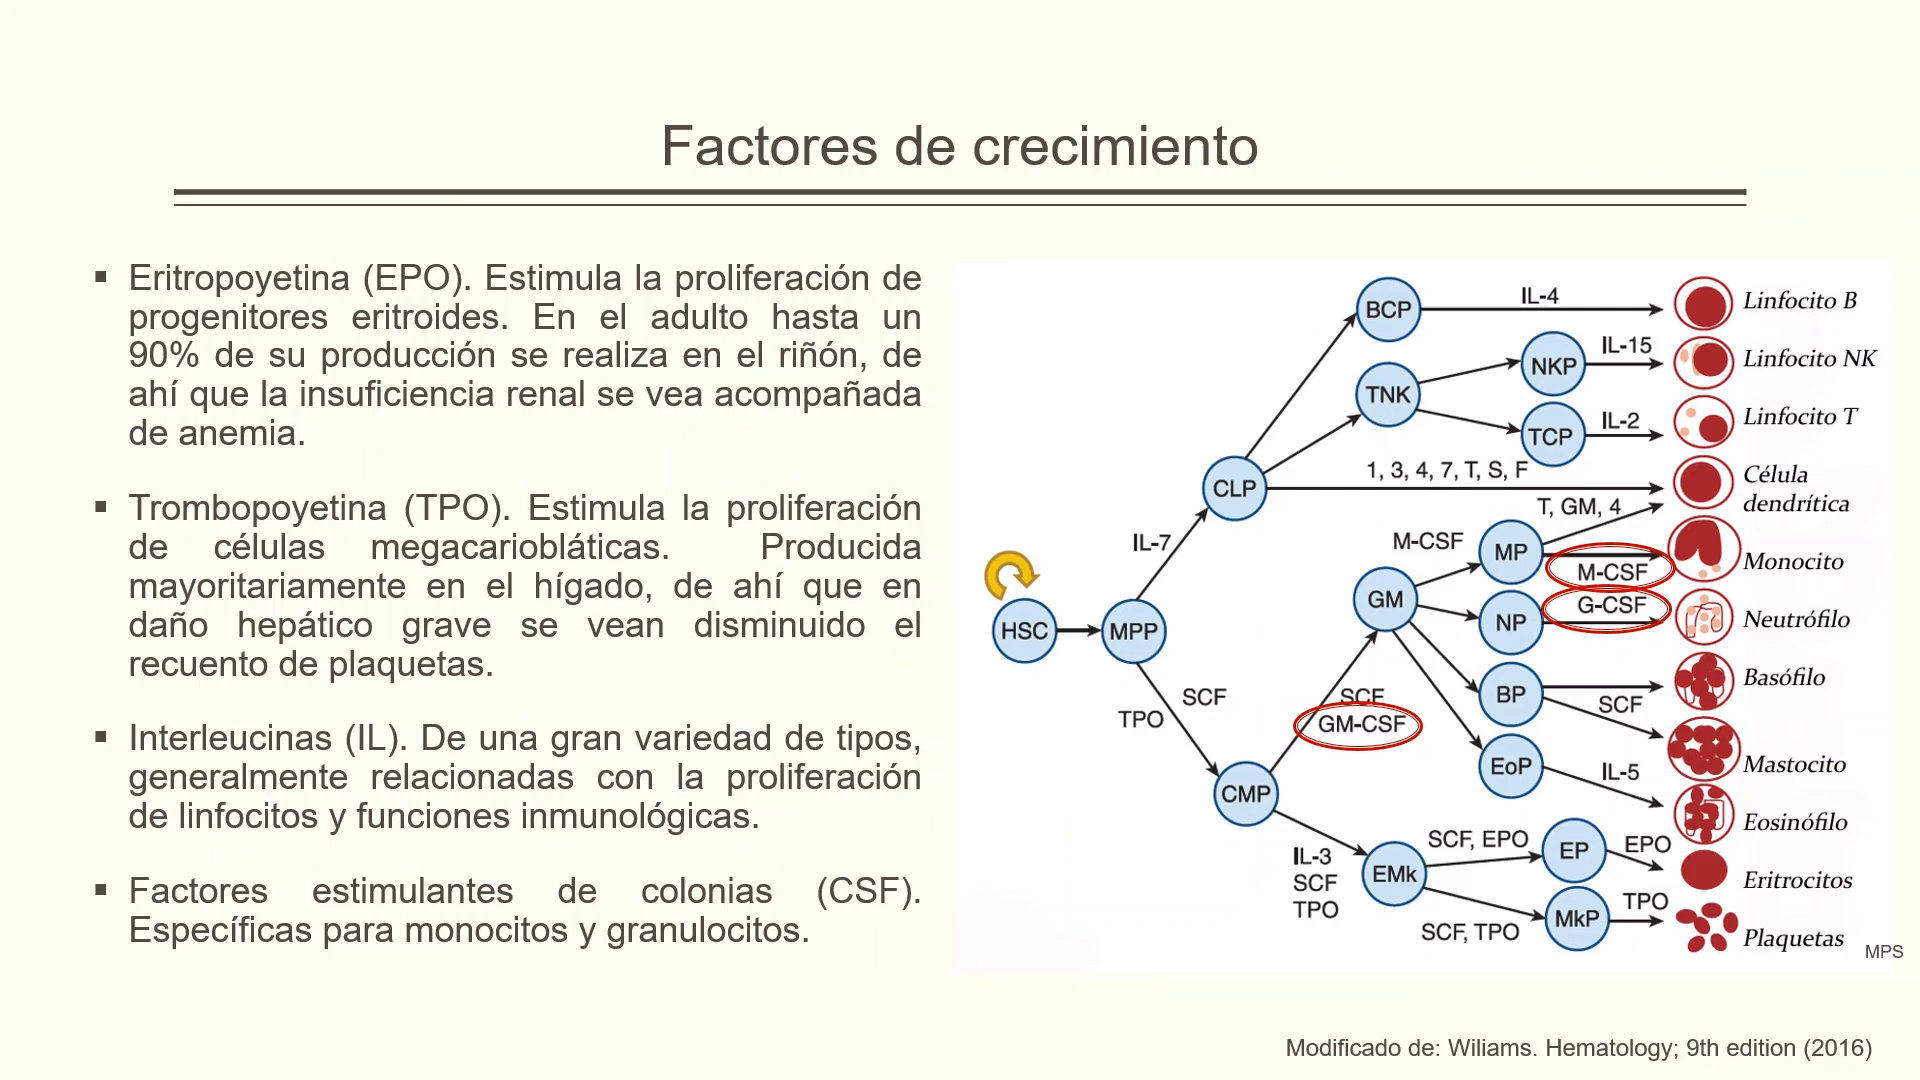 Factores de crecimiento
▪ Eritropoyetina (EPO). Estimula la proliferación de
progenitores eritroides. En el adulto hasta un
90% de su producción se realiza en el riñón, de
ahí que la insuficiencia renal se vea acompañada
de anemia.
▪ Trombopoyetina (TPO). Estimula la proliferación
de células megacariobláticas. Producida
mayoritariamente en el hígado, de ahí que en
daño hepático grave se vean disminuido el
recuento de plaquetas.
▪ Interleucinas (IL). De una gran variedad de tipos,
generalmente relacionadas con la proliferación
de linfocitos y funciones inmunológicas.
▪ Factores estimulantes de colonias (CSF).
Específicas para monocitos y granulocitos.
BCP
IL-4
Linfocito B
TNK
NKP
IL-15
Linfocito NK
TCP
IL-2
Linfocito T
CLP
1, 3, 4, 7, T, S, F
Célula
dendrítica
T, GM, 4
IL-7
M-CSF
MP
M-CSF
Monocito
HSC
MPP
GM
NP
G-CSF
Neutrófilo
TPO
SCF
SCF
GM-CSF
BP
SCF
Basófilo
Mastocito
CMP
EoP
IL-5
Eosinófilo
IL-3
SCF
TPO
EMk
SCF, EPO
EP
EPO
Eritrocitos
SCF, TPO
MkP
TPO
Plaquetas
MPS
Modificado de: Wiliams. Hematology; 9th edition (2016)